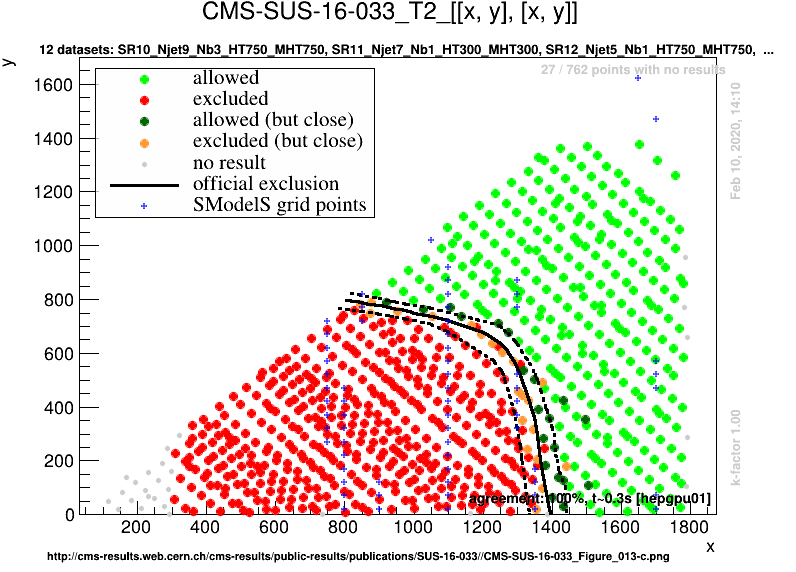 CMS-SUS-16-033_T2_[[x, y], [x, y]]
12 datasets: SR10_Njet9_Nb3_HT750_MHT750, SR11_Njet7_Nb1_HT300_MHT300, SR12_Njet5_Nb1_HT750_MHT750, ...
y
27 / 762 points with no results
allowed
excluded
allowed (but close)
excluded (but close)
no result
official exclusion
SModelS grid points
1600
1400
1200
1000
800
600
400
200
0
Feb 10, 2020, 14:10
k-factor 1.00
agreement: 100%, t~0.3s [hepgpu01]
200 400 600 800 1000 1200 1400 1600 1800
x
http://cms-results.web.cern.ch/cms-results/public-results/publications/SUS-16-033//CMS-SUS-16-033_Figure_013-c.png